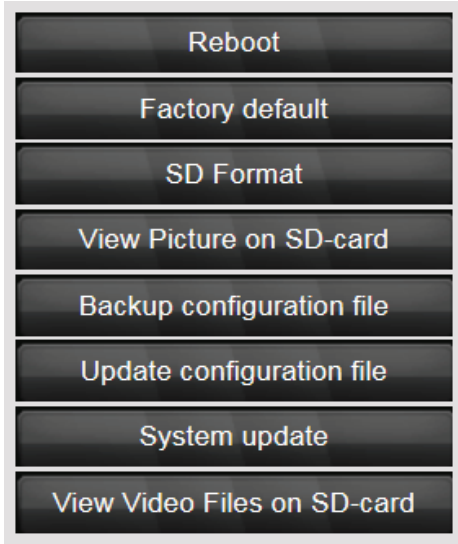 Reboot
Factory default
SD Format
View Picture on SD-card
Backup configuration file
Update configuration file
System update
View Video Files on SD-card